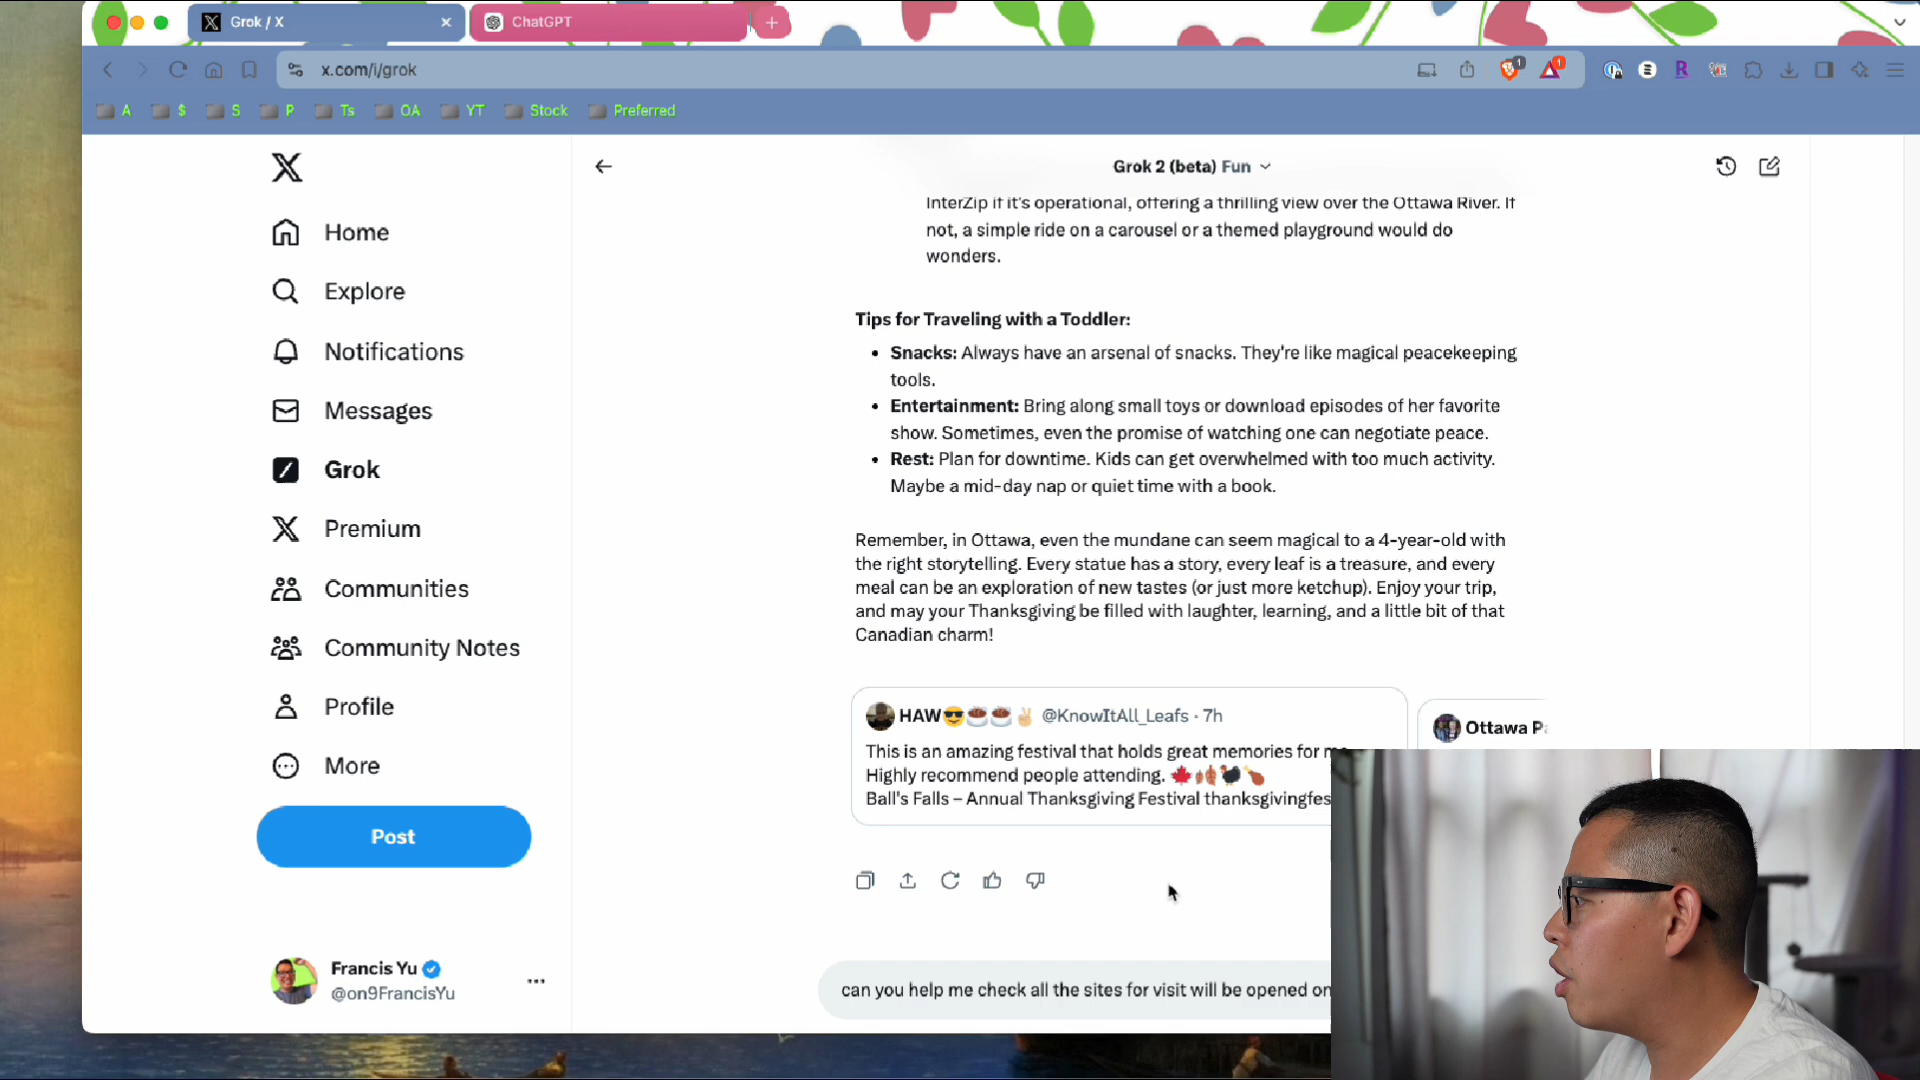 Grok / X
ChatGPT
x.com/i/grok
1
1
A
$
S
P
Ts
OA
YT
Stock
Preferred
Home
Explore
Notifications
Messages
Grok
Premium
Communities
Community Notes
Profile
More
Post
Francis Yu
@on9FrancisYu
Grok 2 (beta) Fun
InterZip if it's operational, offering a thrilling view over the Ottawa River. If
not, a simple ride on a carousel or a themed playground would do
wonders.
Tips for Traveling with a Toddler:
• Snacks: Always have an arsenal of snacks. They're like magical peacekeeping
tools.
• Entertainment: Bring along small toys or download episodes of her favorite
show. Sometimes, even the promise of watching one can negotiate peace.
• Rest: Plan for downtime. Kids can get overwhelmed with too much activity.
Maybe a mid-day nap or quiet time with a book.
Remember, in Ottawa, even the mundane can seem magical to a 4-year-old with
the right storytelling. Every statue has a story, every leaf is a treasure, and every
meal can be an exploration of new tastes (or just more ketchup). Enjoy your trip,
and may your Thanksgiving be filled with laughter, learning, and a little bit of that
Canadian charm!
HAW😎☕☕✌🏼 @KnowItAll_Leafs · 7h
This is an amazing festival that holds great memories for
Highly recommend people attending. 🍁🍂🦃🍗
Ball's Falls – Annual Thanksgiving Festival thanksgivingfes
Ottawa
can you help me check all the sites for visit will be opened on